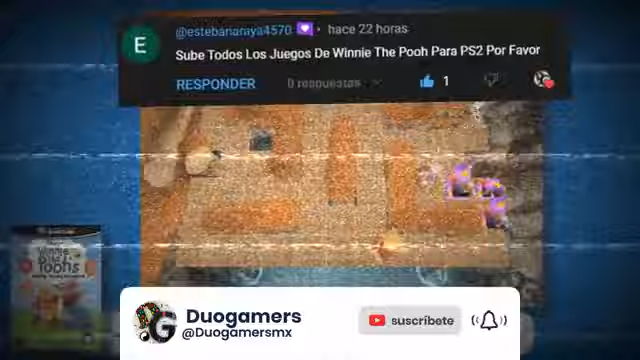 @estebanaraya4570 · hace 22 horas
E
Sube Todos Los Juegos De Winnie The Pooh Para PS2 Por Favor
RESPONDER 0 respuestas 1
Duogamers
@Duogamersmx
suscríbete